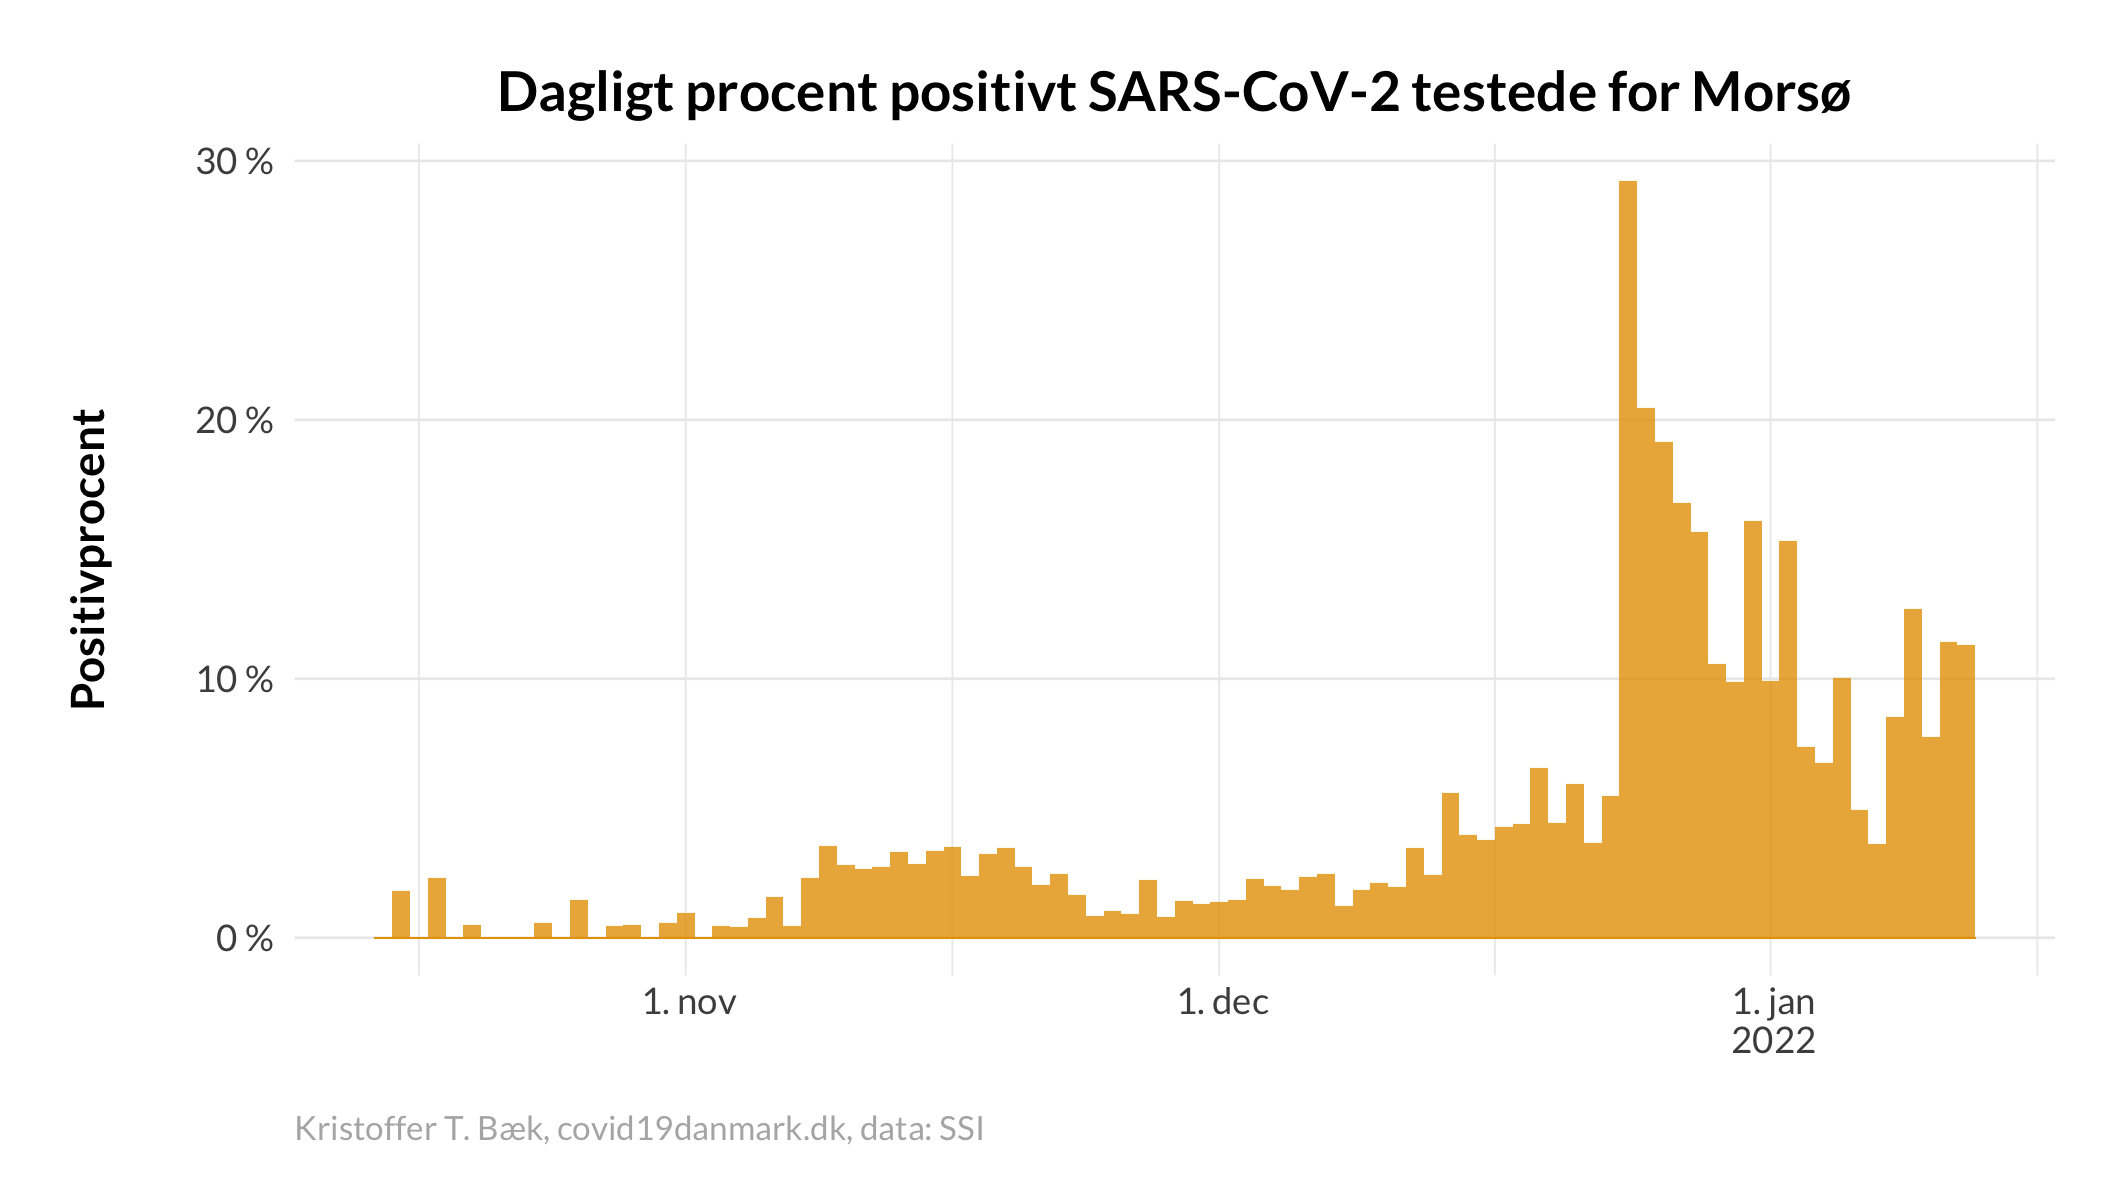 Dagligt procent positivt SARS-CoV-2 testede for Morsø
Positivprocent
30 %
20 %
10 %
0 %
1. nov
1. dec
1. jan
2022
Kristoffer T. Bæk, covid19danmark.dk, data: SSI